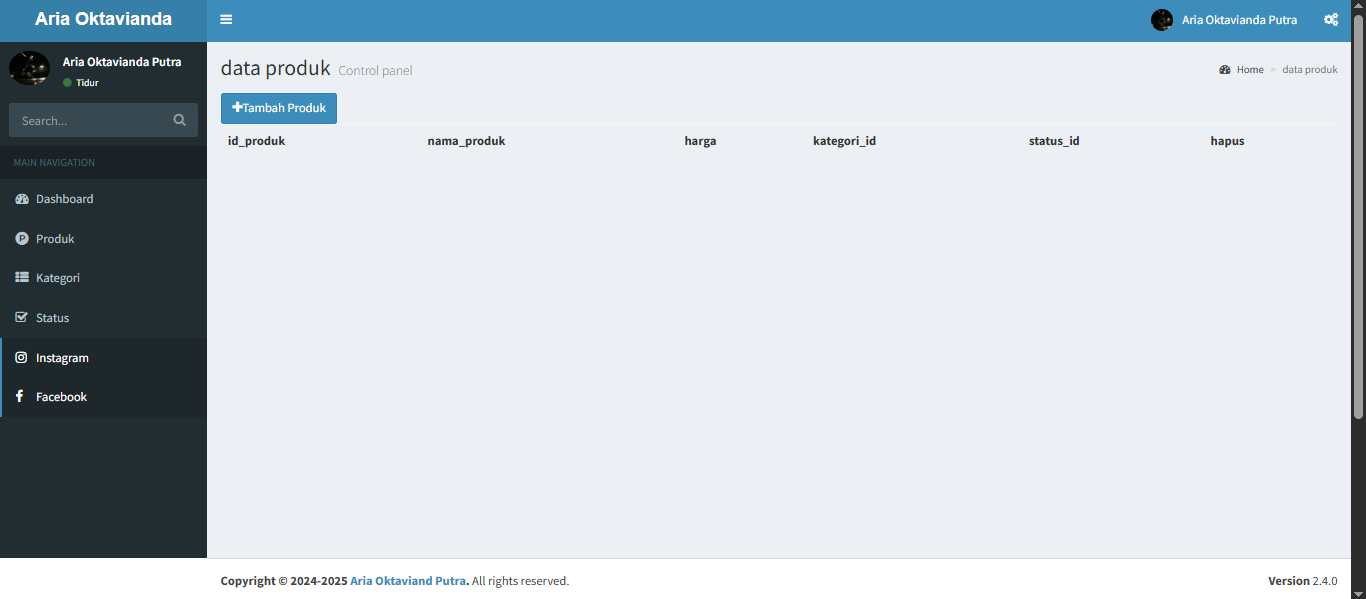 Aria Oktavianda
Aria Oktavianda Putra
Aria Oktavianda Putra
Tidur
Search...
MAIN NAVIGATION
Dashboard
Produk
Kategori
Status
Instagram
Facebook
data produk Control panel
Home > data produk
Tambah Produk
id_produk nama_produk harga kategori_id status_id hapus
Copyright © 2024-2025 Aria Oktaviand Putra. All rights reserved.
Version 2.4.0